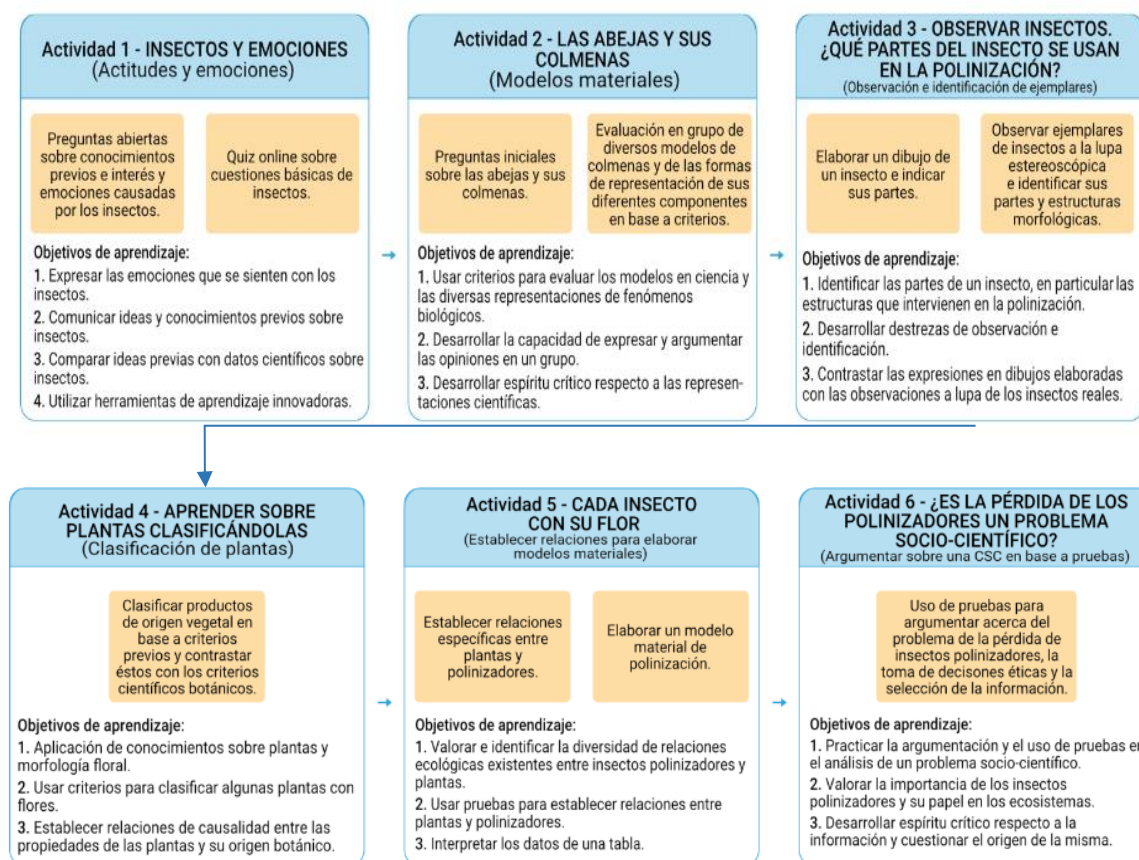 Actividad 1 - INSECTOS Y EMOCIONES
(Actitudes y emociones)
Preguntas abiertas
sobre conocimientos
previos e interés y
emociones causadas
por los insectos.
Quiz online sobre
cuestiones básicas de
insectos.
Objetivos de aprendizaje:
1. Expresar las emociones que se sienten con los
insectos.
2. Comunicar ideas y conocimientos previos sobre
insectos.
3. Comparar ideas previas con datos científicos sobre
insectos.
4. Utilizar herramientas de aprendizaje innovadoras.
Actividad 2 - LAS ABEJAS Y SUS
COLMENAS
(Modelos materiales)
Preguntas iniciales
sobre las abejas y sus
colmenas.
Evaluación en grupo de
diversos modelos de
colmenas y de las formas
de representación de sus
diferentes componentes
en base a criterios.
Objetivos de aprendizaje:
1. Usar criterios para evaluar los modelos en ciencia y
las diversas representaciones de fenómenos
biológicos.
2. Desarrollar la capacidad de expresar y argumentar
las opiniones en un grupo.
3. Desarrollar espíritu crítico respecto a las represen-
taciones científicas.
Actividad 3 - OBSERVAR INSECTOS.
¿QUÉ PARTES DEL INSECTO SE USAN
EN LA POLINIZACIÓN?
(Observación e identificación de ejemplares)
Elaborar un dibujo de
un insecto e indicar
sus partes.
Observar ejemplares
de insectos a la lupa
estereoscópica
e identificar sus
partes y estructuras
morfológicas.
Objetivos de aprendizaje:
1. Identificar las partes de un insecto, en particular las
estructuras que intervienen en la polinización.
2. Desarrollar destrezas de observación e
identificación.
3. Contrastar las expresiones en dibujos elaboradas
con las observaciones a lupa de los insectos reales.
Actividad 4 - APRENDER SOBRE
PLANTAS CLASIFICÁNDOLAS
(Clasificación de plantas)
Clasificar productos
de origen vegetal en
base a criterios
previos y contrastar
éstos con los criterios
científicos botánicos.
Objetivos de aprendizaje:
1. Aplicación de conocimientos sobre plantas y
morfología floral.
2. Usar criterios para clasificar algunas plantas con
flores.
3. Establecer relaciones de causalidad entre las
propiedades de las plantas y su origen botánico.
Actividad 5 - CADA INSECTO
CON SU FLOR
(Establecer relaciones para elaborar
modelos materiales)
Establecer relaciones
específicas entre
plantas y
polinizadores.
Elaborar un modelo
material de
polinización.
Objetivos de aprendizaje:
1. Valorar e identificar la diversidad de relaciones
ecológicas existentes entre insectos polinizadores y
plantas.
2. Usar pruebas para establecer relaciones entre
plantas y polinizadores.
3. Interpretar los datos de una tabla.
Actividad 6 - ¿ES LA PÉRDIDA DE LOS
POLINIZADORES UN PROBLEMA
SOCIO-CIENTÍFICO?
(Argumentar sobre una CSC en base a pruebas)
Uso de pruebas para
argumentar acerca del
problema de la pérdida de
insectos polinizadores, la
toma de decisiones éticas y la
selección de la información.
Objetivos de aprendizaje:
1. Practicar la argumentación y el uso de pruebas en
el análisis de un problema socio-científico.
2. Valorar la importancia de los insectos
polinizadores y su papel en los ecosistemas.
3. Desarrollar espíritu crítico respecto a la
información y cuestionar el origen de la misma.